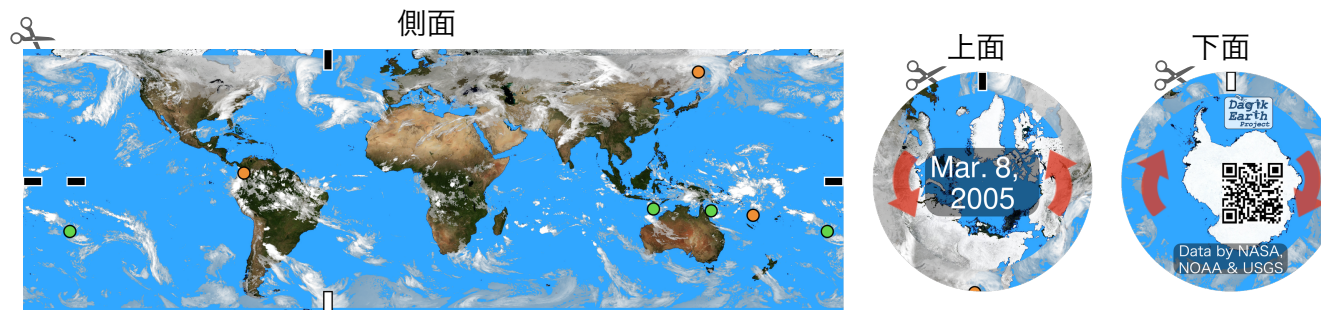 側面
上面
Mar. 8,
2005
下面
Dagik
Earth
Project
Data by NASA,
NOAA & USGS